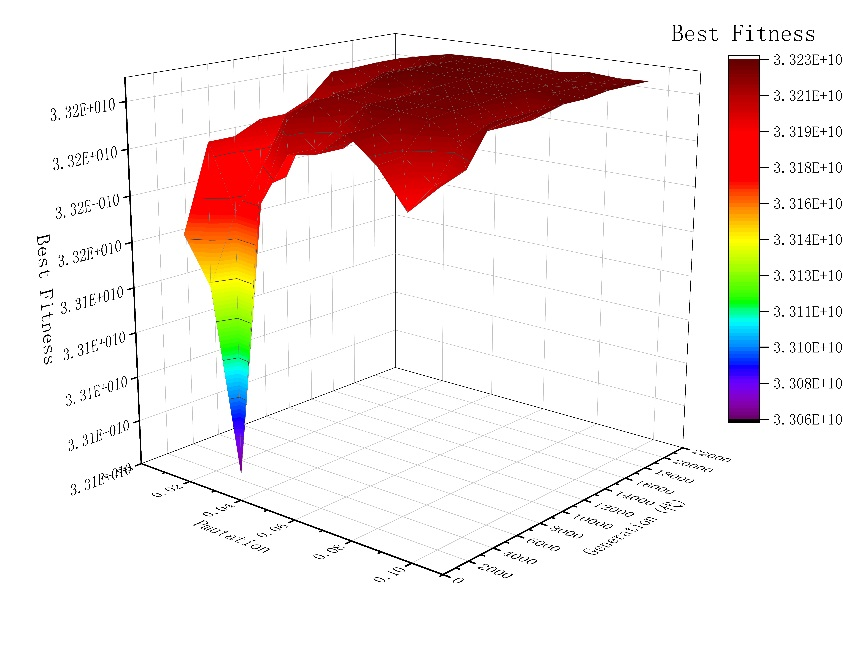 Best Fitness
3.323E+10
3.321E+10
3.319E+10
3.318E+10
3.316E+10
3.314E+10
3.313E+10
3.311E+10
3.310E+10
3.308E+10
3.306E+10
3.32E+010
3.32E+010
3.32E+010
3.32E+010
3.31E+010
3.31E+010
3.31E+010
3.31E+010
3.31E+010
Best Fitness
0.02
0.04
0.06
0.08
0.10
0
2000
4000
6000
8000
10000
12000
14000
16000
18000
20000
22000